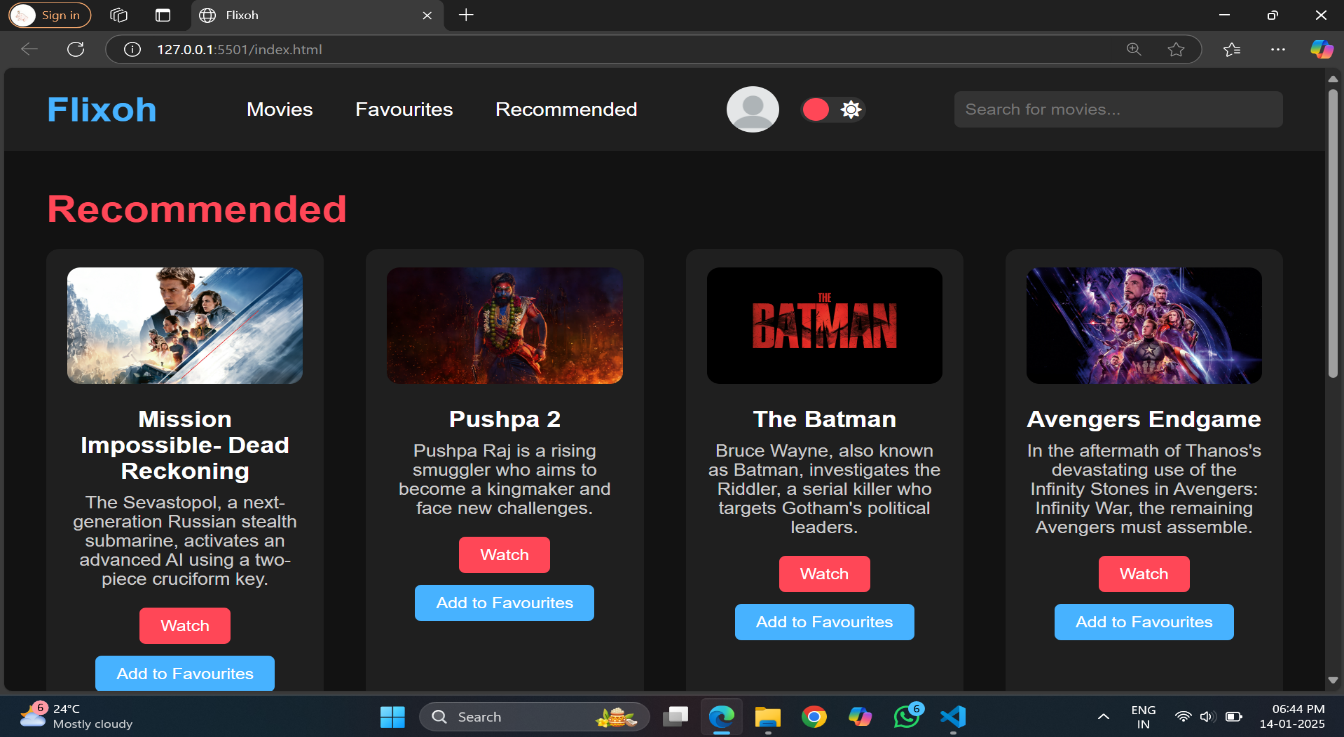 Sign in
Flixoh
127.0.0.1:5501/index.html
Flixoh
Movies
Favourites
Recommended
Search for movies...
Recommended
Mission
Impossible- Dead
Reckoning
The Sevastopol, a next-
generation Russian stealth
submarine, activates an
advanced AI using a two-
piece cruciform key.
Watch
Add to Favourites
Pushpa 2
Pushpa Raj is a rising
smuggler who aims to
become a kingmaker and
face new challenges.
Watch
Add to Favourites
THE
BATMAN
The Batman
Bruce Wayne, also known
as Batman, investigates the
Riddler, a serial killer who
targets Gotham's political
leaders.
Watch
Add to Favourites
Avengers Endgame
In the aftermath of Thanos's
devastating use of the
Infinity Stones in Avengers:
Infinity War, the remaining
Avengers must assemble.
Watch
Add to Favourites
6
24°C
Mostly cloudy
Search
6
ENG
IN
06:44 PM
14-01-2025